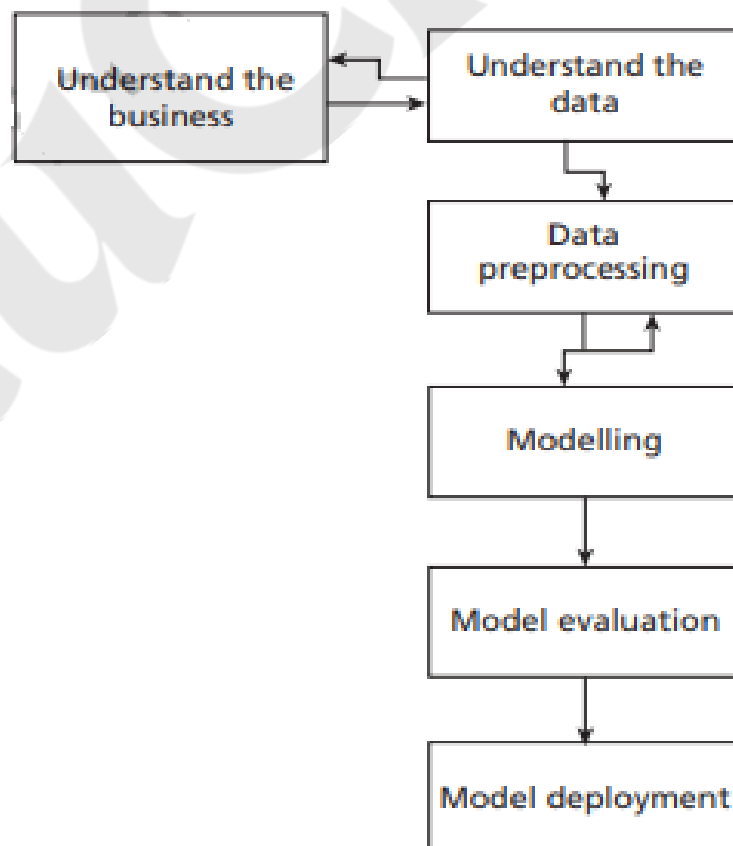 Understand the
business
Understand the
data
Data
preprocessing
Modelling
Model evaluation
Model deployment